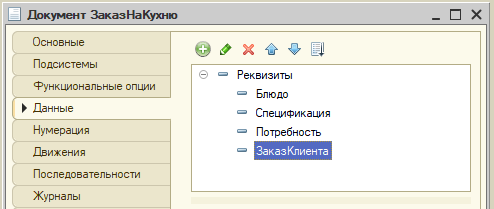 Документ ЗаказНаКухню
Основные
Подсистемы
Функциональные опции
Данные
Нумерация
Движения
Последовательности
Журналы
Реквизиты
Блюдо
Спецификация
Потребность
ЗаказКлиента